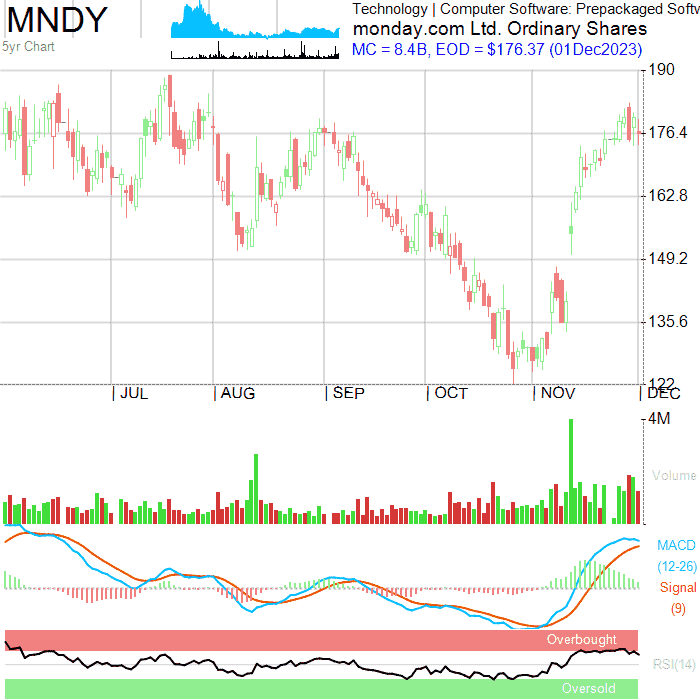 MNDY
5yr Chart
Technology | Computer Software: Prepackaged Softw
monday.com Ltd. Ordinary Shares
MC = 8.4B, EOD = $176.37 (01Dec2023)
190
176.4
162.8
149.2
135.6
122
JUL AUG SEP OCT NOV DEC
4M
Volume
MACD
(12-26)
Signal
(9)
Overbought
RSI(14)
Oversold